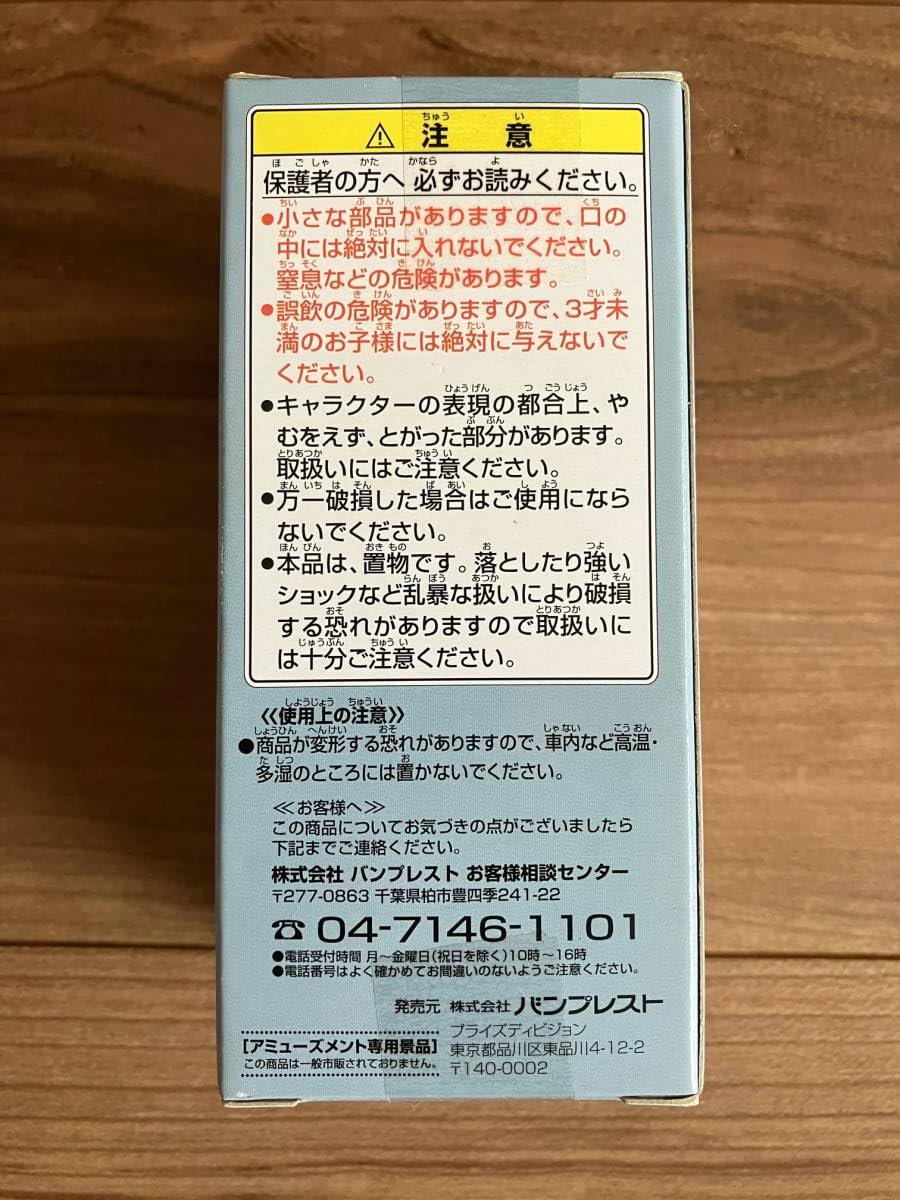 ⚠ 注意
保護者の方へ 必ずお読みください。
●小さな部品がありますので、口の
中には絶対に入れないでください。
窒息などの危険があります。
●誤飲の危険がありますので、3才未
満のお子様には絶対に与えないで
ください。
●キャラクターの表現の都合上、や
むをえず、とがった部分があります。
取扱いにはご注意ください。
●万一破損した場合はご使用になら
ないでください。
●本品は、置物です。落としたり強い
ショックなど乱暴な扱いにより破損
する恐れがありますので取扱いに
は十分ご注意ください。
《使用上の注意》
●商品が変形する恐れがありますので、車内など高温・
多湿のところには置かないでください。
≪お客様へ≫
この商品についてお気づきの点がございましたら
下記までご連絡ください。
株式会社 バンプレスト お客様相談センター
〒277-0863 千葉県柏市豊四季241-22
☎ 04-7146-1101
●電話受付時間 月〜金曜日(祝日を除く)10時〜16時
●電話番号はよく確かめてお間違いのないようご注意ください。
発売元 株式会社 バンプレスト
プライズディビジョン
東京都品川区東品川4-12-2
〒140-0002
[アミューズメント専用景品]
この商品は一般市販されておりません。